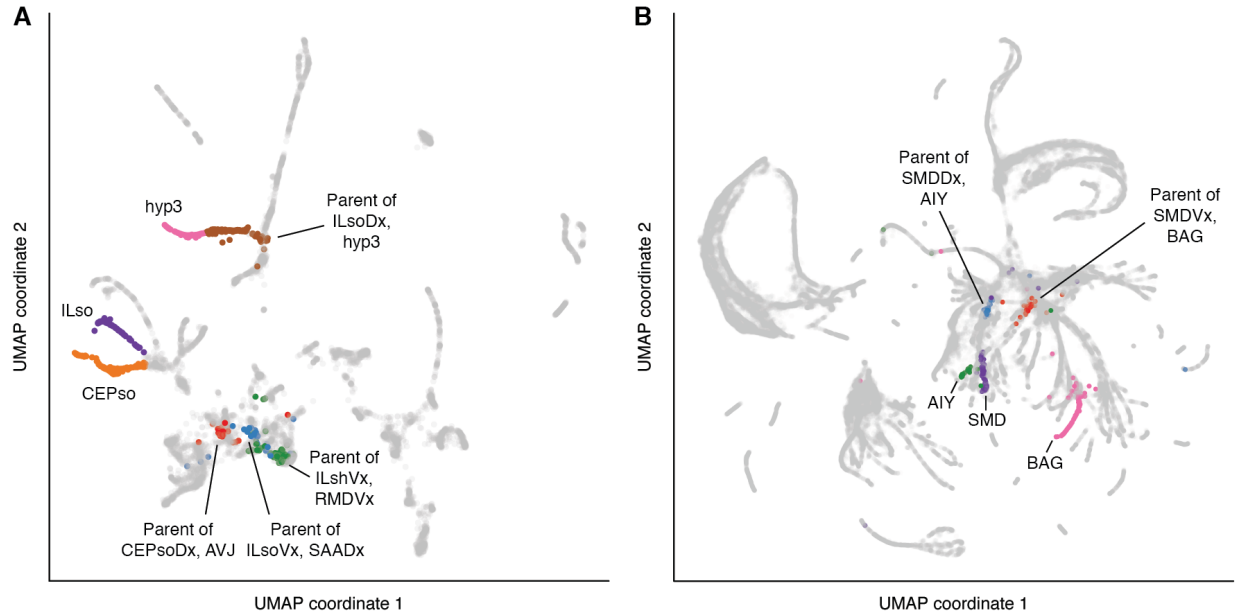 A
UMAP coordinate 2
hyp3
Parent of
ILsoDx,
hyp3
ILso
CEPso
Parent of
ILshVx,
RMDVx
Parent of
CEPsoDx, AVJ
Parent of
ILsoVx, SAADx
UMAP coordinate 1
B
UMAP coordinate 2
Parent of
SMDDx,
AIY
Parent of
SMDVx,
BAG
AIY
SMD
BAG
UMAP coordinate 1